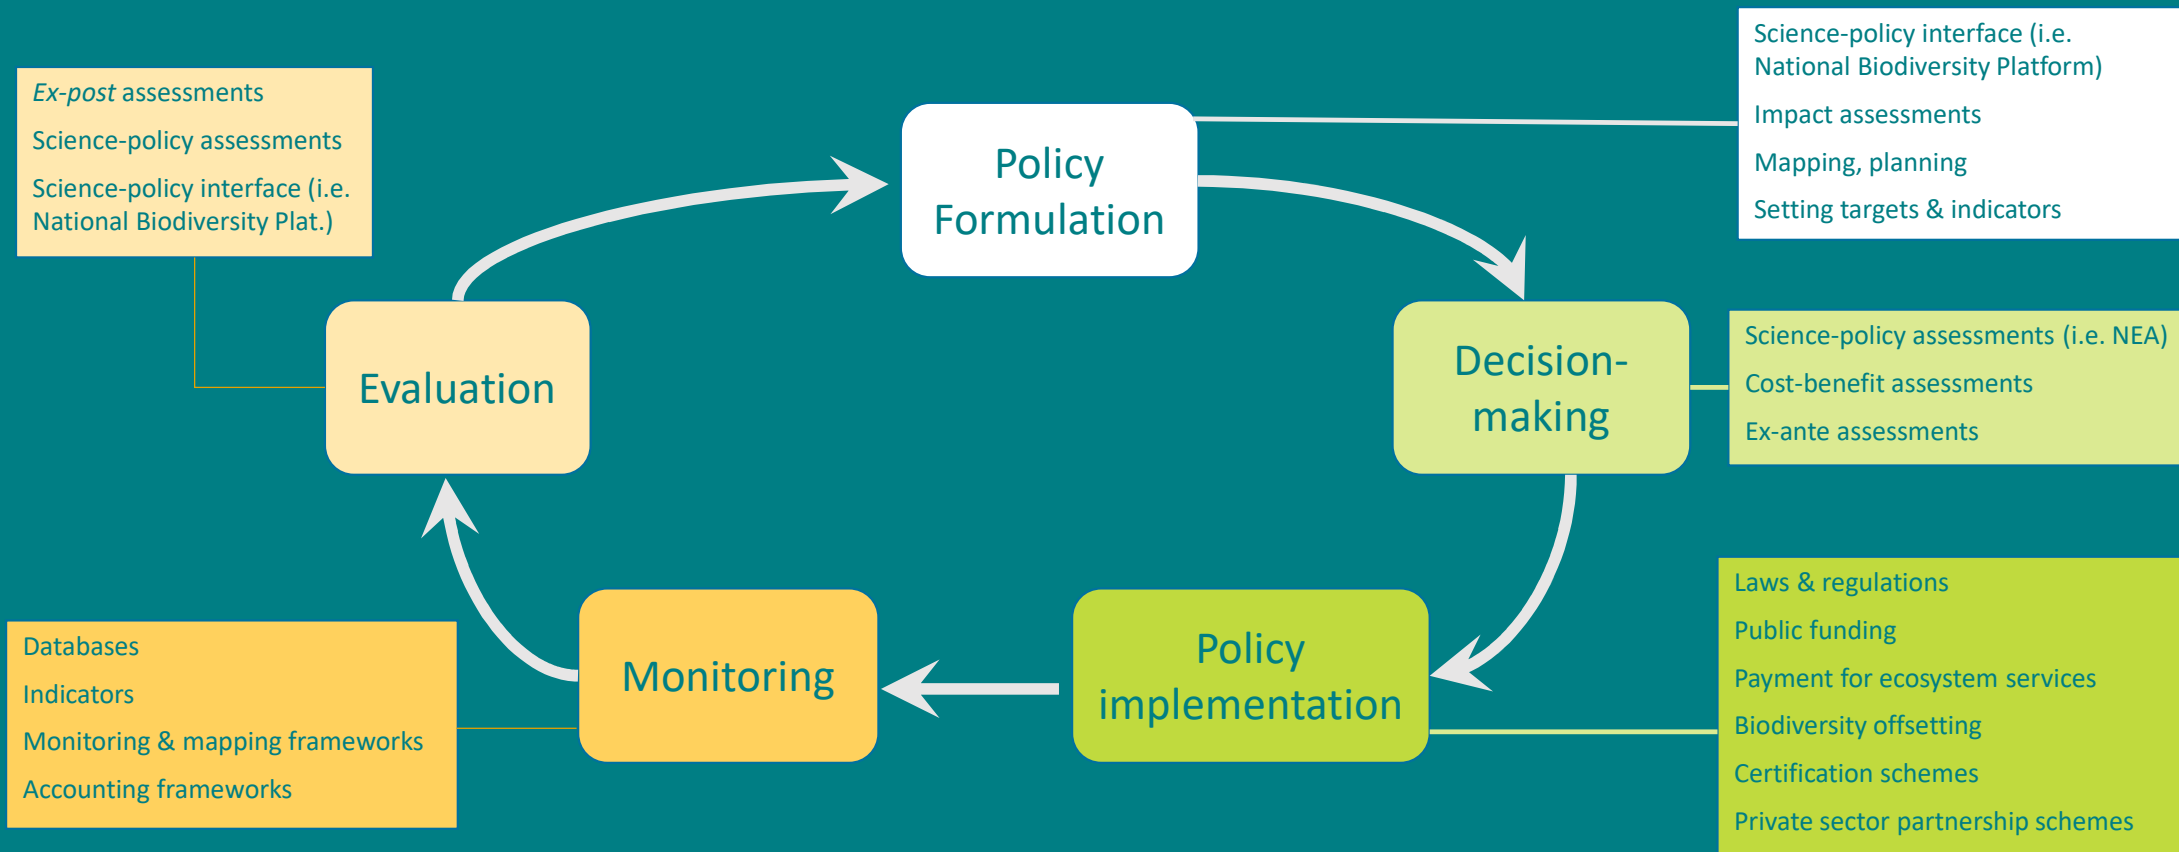 Science-policy interface (i.e.
National Biodiversity Platform)
Impact assessments
Mapping, planning
Setting targets & indicators
Ex-post assessments
Science-policy assessments
Science-policy interface (i.e.
National Biodiversity Plat.)
Policy
Formulation
Evaluation
Decision-
making
Science-policy assessments (i.e. NEA)
Cost-benefit assessments
Ex-ante assessments
Databases
Indicators
Monitoring & mapping frameworks
Accounting frameworks
Monitoring
Policy
implementation
Laws & regulations
Public funding
Payment for ecosystem services
Biodiversity offsetting
Certification schemes
Private sector partnership schemes